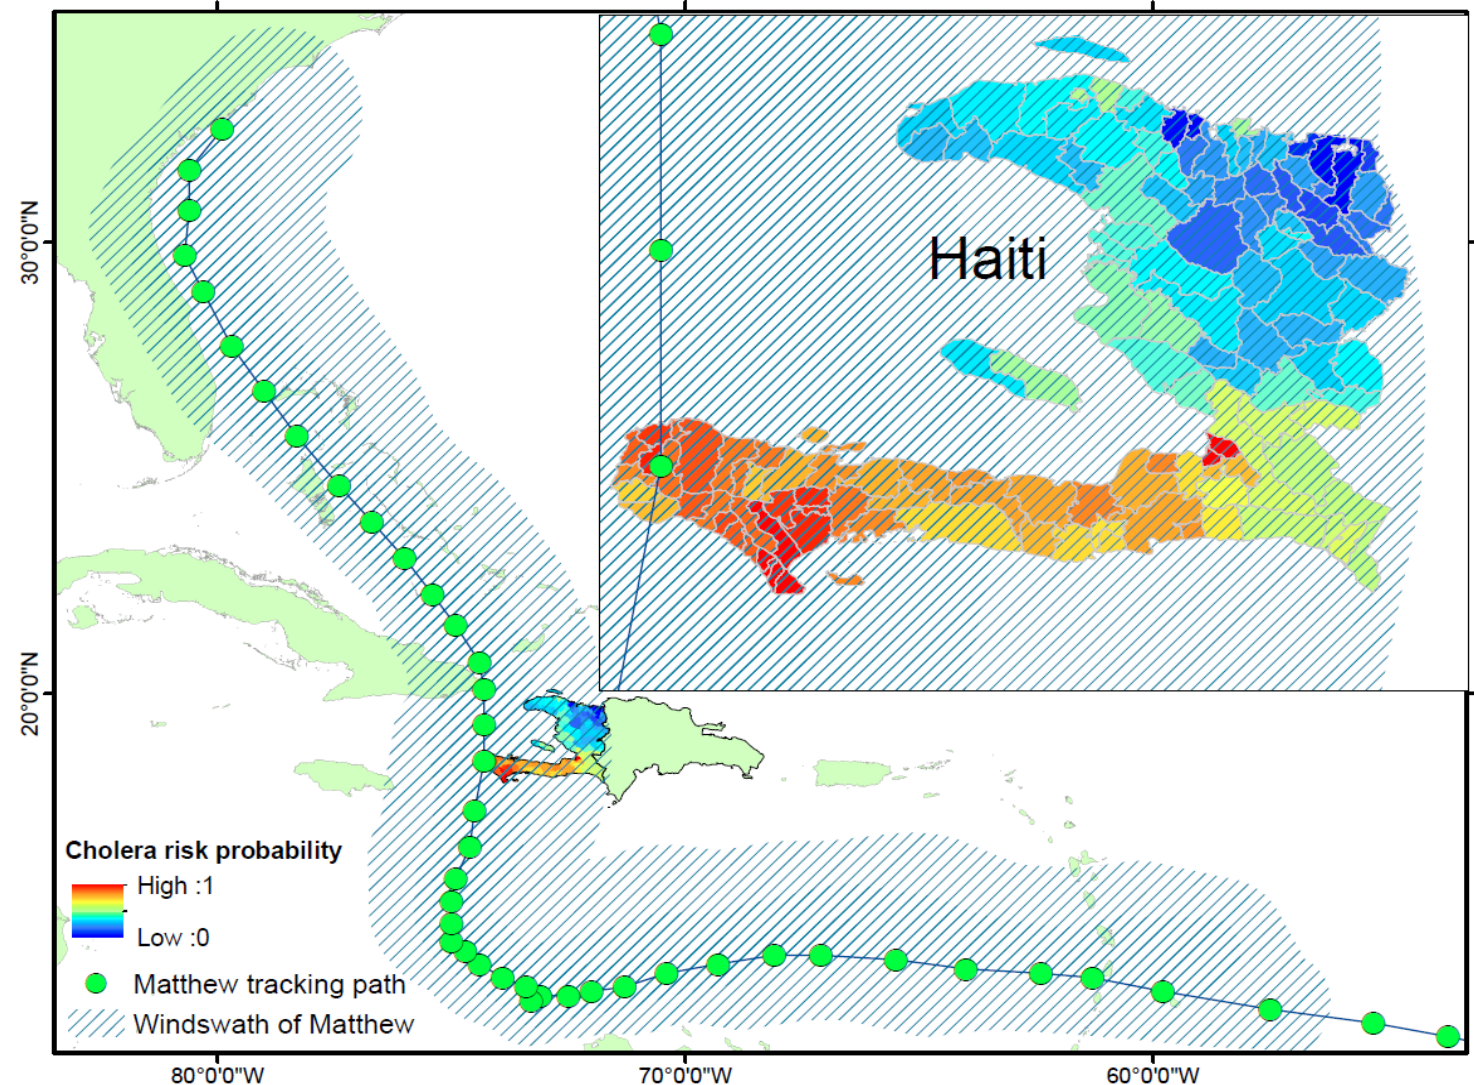 Haiti
30°0'0"N
20°0'0"N
Cholera risk probability
High :1
Low :0
Matthew tracking path
Windswath of Matthew
80°0'0"W
70°0'0"W
60°0'0"W